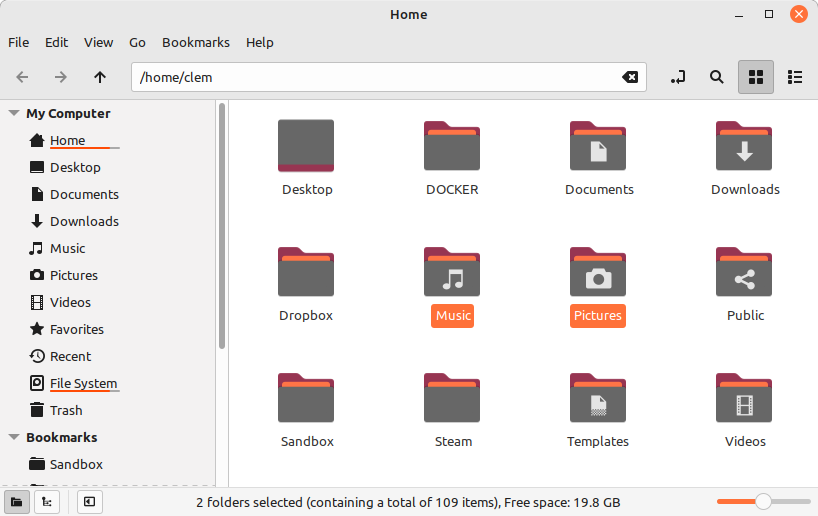 Home
File Edit View Go Bookmarks Help
/home/clem
My Computer
Home
Desktop
Documents
Downloads
Music
Pictures
Videos
Favorites
Recent
File System
Trash
Bookmarks
Sandbox
Desktop DOCKER Documents Downloads
Dropbox Music Pictures Public
Sandbox Steam Templates Videos
2 folders selected (containing a total of 109 items), Free space: 19.8 GB